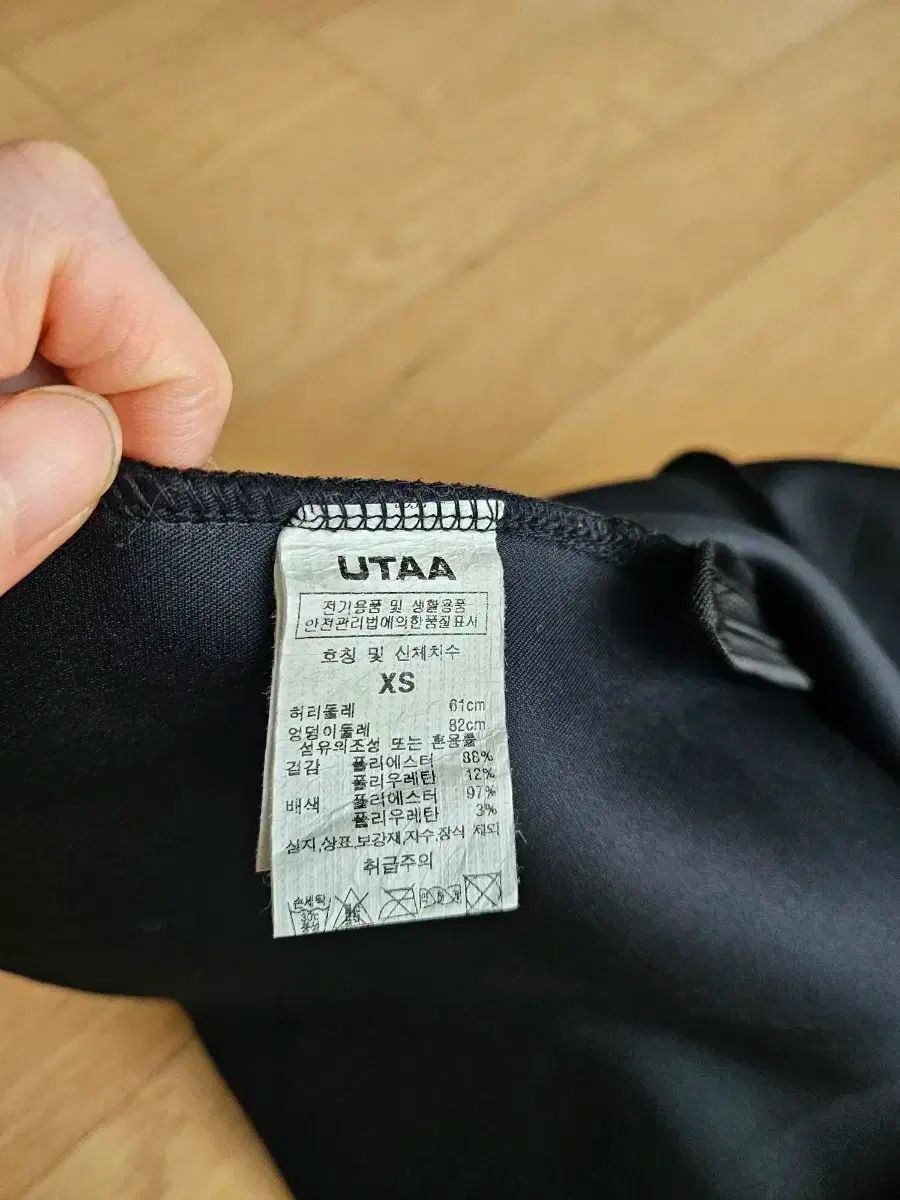 UTAA
전기용품 및 생활용품
안전관리법에의한품질표시
호칭 및 신체치수
XS
허리둘레 61cm
엉덩이둘레 82cm
섬유의조성 또는 혼용률
겉감 폴리에스터 88%
폴리우레탄 12%
배색 폴리에스터 97%
폴리우레탄 3%
심지,상표,보강재,자수,장식 제외
취급주의
손세탁
30℃
중성